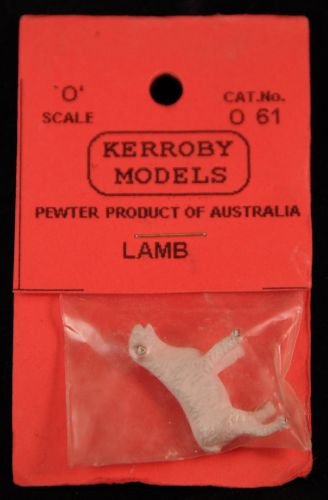 'O' CAT.No.
SCALE O 61
KERROBY
MODELS
PEWTER PRODUCT OF AUSTRALIA
LAMB